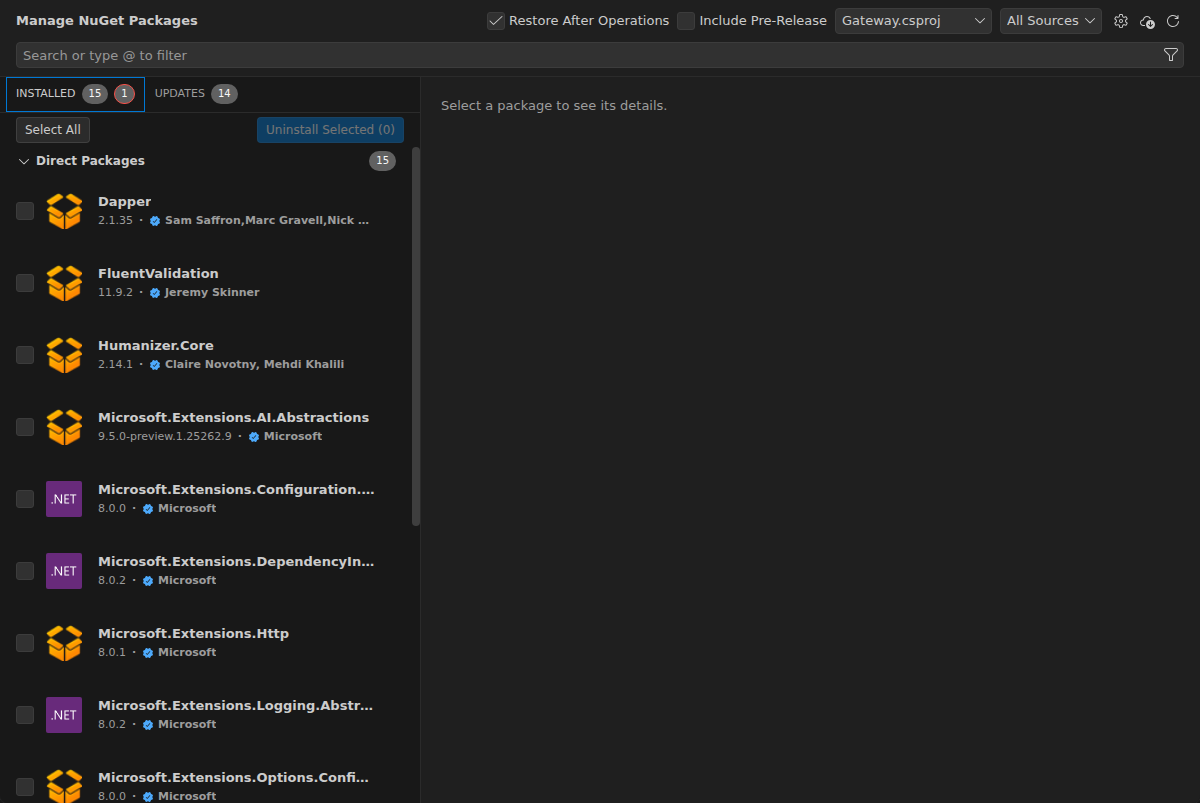 Manage NuGet Packages
Restore After Operations
Include Pre-Release
Gateway.csproj
All Sources
Search or type @ to filter
INSTALLED 15 1 UPDATES 14
Select All
Uninstall Selected (0)
Direct Packages 15
Dapper
2.1.35 · Sam Saffron,Marc Gravell,Nick ...
FluentValidation
11.9.2 · Jeremy Skinner
Humanizer.Core
2.14.1 · Claire Novotny, Mehdi Khalili
Microsoft.Extensions.AI.Abstractions
9.5.0-preview.1.25262.9 · Microsoft
.NET
Microsoft.Extensions.Configuration....
8.0.0 · Microsoft
.NET
Microsoft.Extensions.DependencyIn...
8.0.2 · Microsoft
Microsoft.Extensions.Http
8.0.1 · Microsoft
.NET
Microsoft.Extensions.Logging.Abstr...
8.0.2 · Microsoft
Microsoft.Extensions.Options.Confi...
8.0.0 · Microsoft
Select a package to see its details.